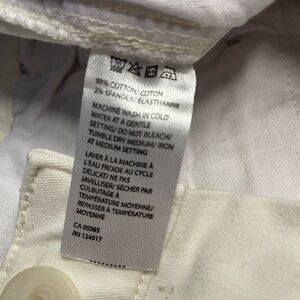 98% COTTON/ COTON
2% SPANDEX/ ÉLASTHANNE
MACHINE WASH IN COLD
WATER AT A GENTLE
SETTING/ DO NOT BLEACH/
TUMBLE DRY MEDIUM/ IRON
AT MEDIUM SETTING
LAVER À LA MACHINE À
L'EAU FROIDE AU CYCLE
DÉLICAT/ NE PAS
JAVELLISER/ SÉCHER PAR
CULBUTAGE À
TEMPÉRATURE MOYENNE/
REPASSER À TEMPÉRATURE
MOYENNE
CA 00985
RN 124917